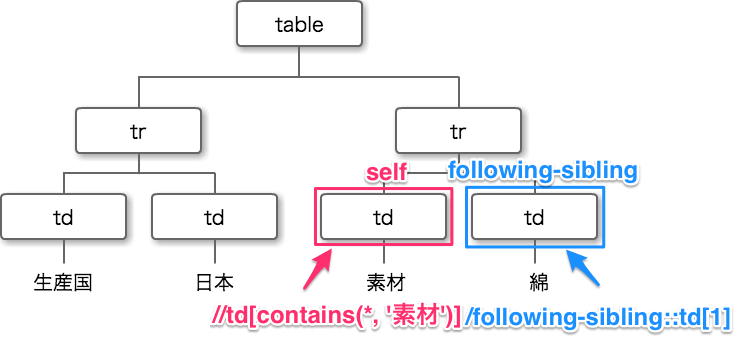 table
tr
tr
self
following-sibling
td
td
td
td
生産国
日本
素材
綿
//td[contains(*, '素材')]
/following-sibling::td[1]